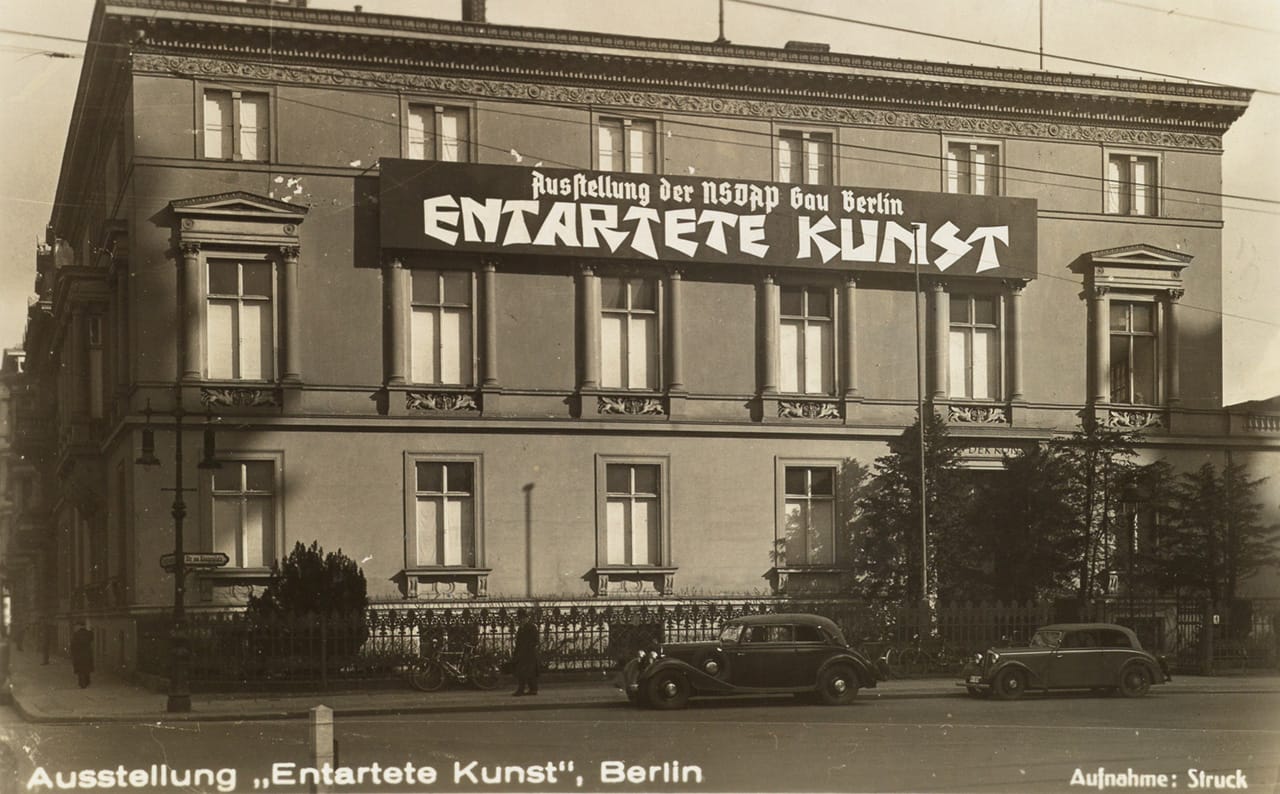 Ausstellung der NSDAP Gau Berlin
ENTARTETE KUNST
Ausstellung „Entartete Kunst“, Berlin
Aufnahme: Struck